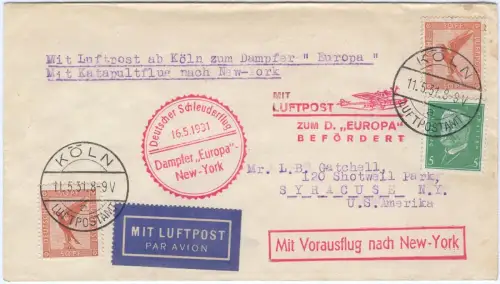 Mit Luftpost ab Köln zum Dampfer " Europa "
Mit Katapultflug nach New-York
KÖLN
11.5.31.8-9V
LUFTPOSTAMT
5 5
Deutscher Schleuderflug
16.5.1931
Dampfer „Europa“-
New-York
MIT
LUFTPOST
ZUM D. „EUROPA“
BEFÖRDERT
KÖLN
11.5.31.8-9V
LUFTPOSTAMT
Mr. L.B. Gatchell
120 Shotwell Park,
SYRACUSE N.Y.
U.S.Amerika
MIT LUFTPOST
PAR AVION
Mit Vorausflug nach New-York